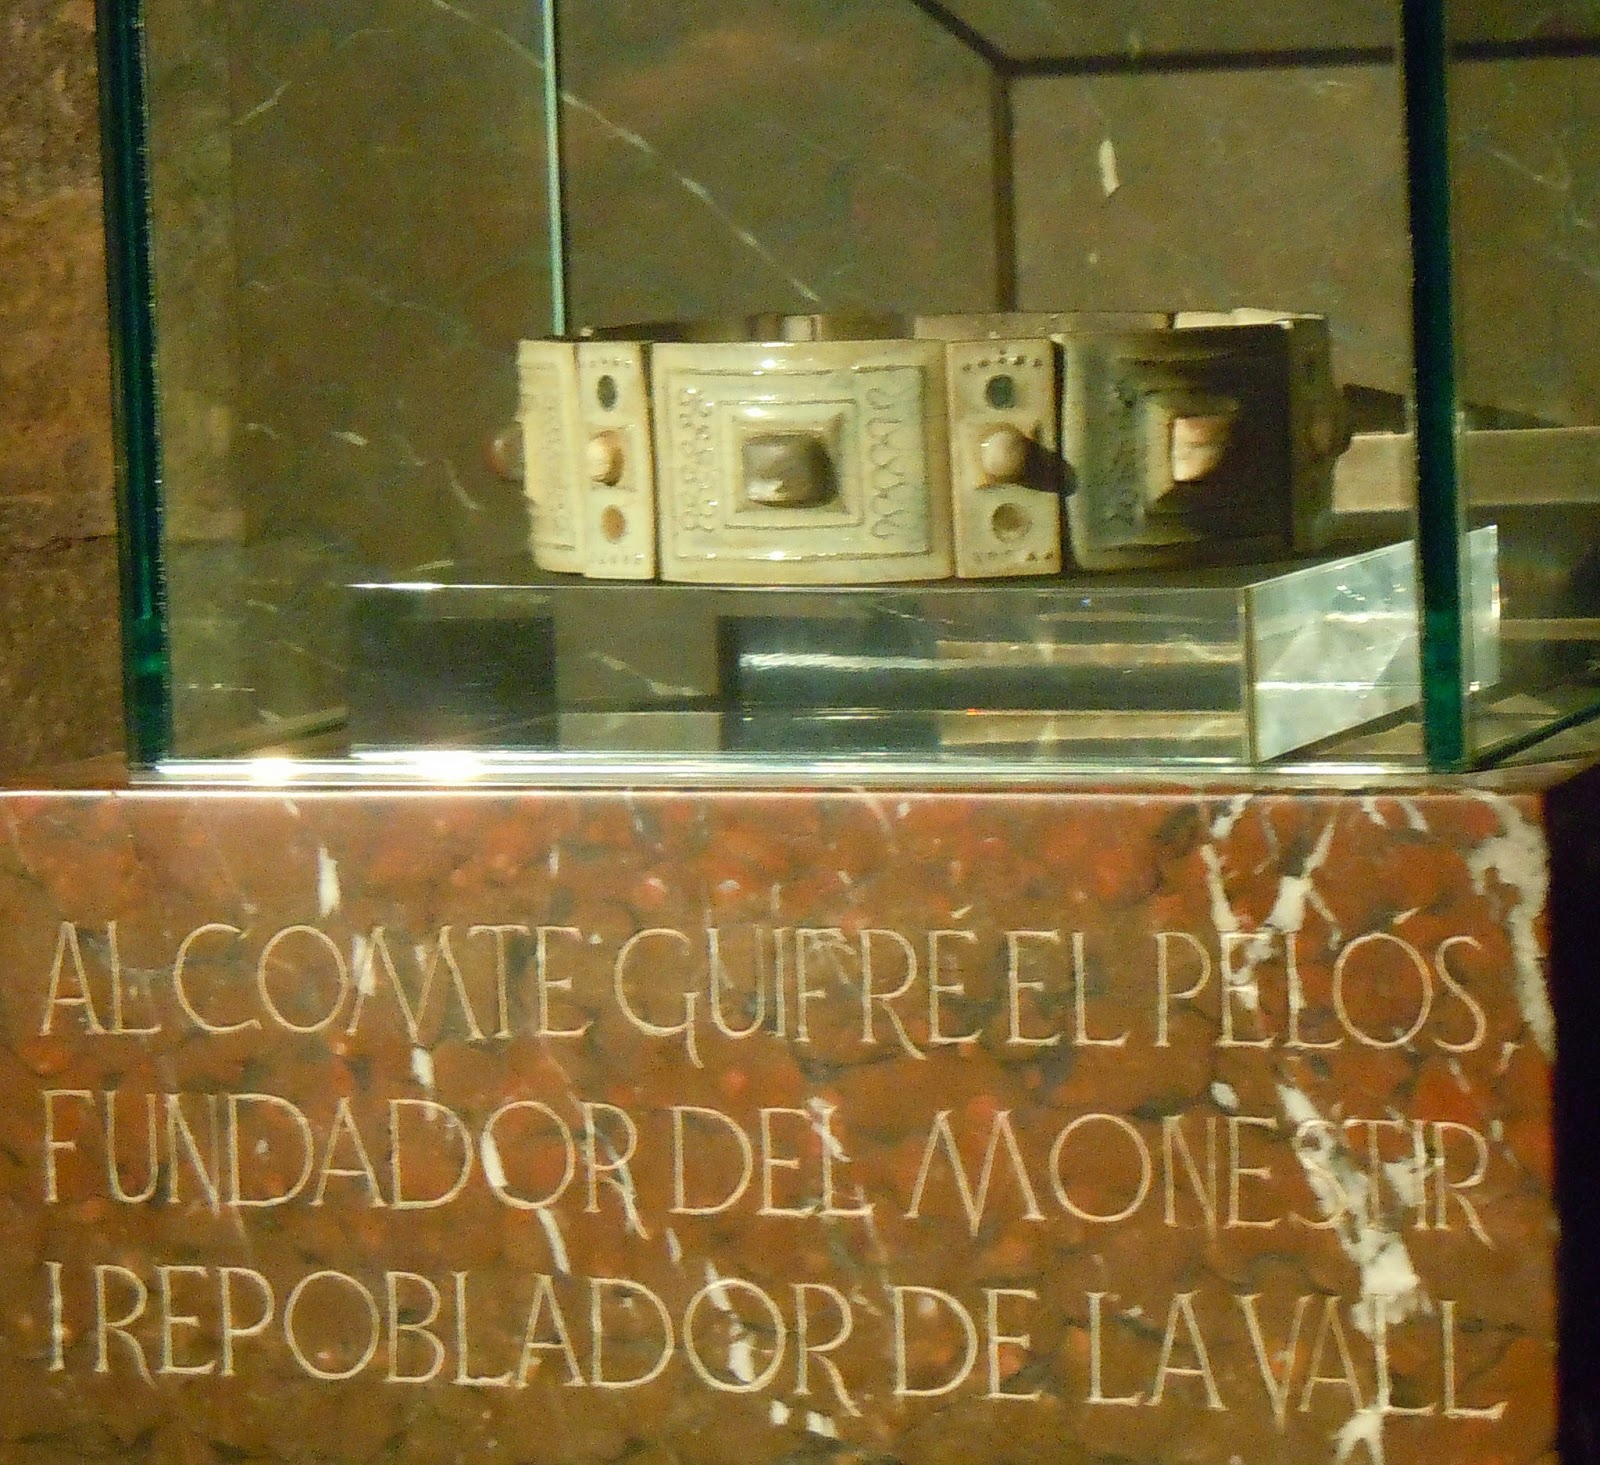 AL COMTE GUIFRÉ EL PELÓS,
FUNDADOR DEL MONESTIR
I REPOBLADOR DE LA VALL